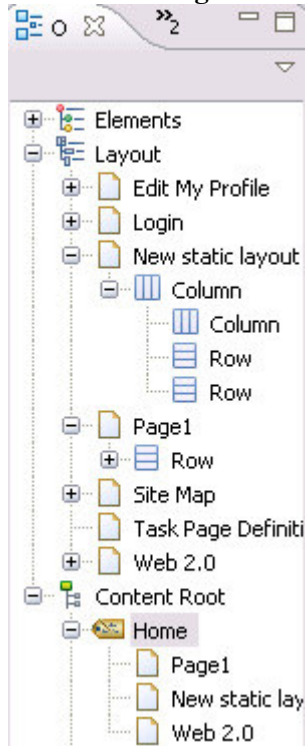 o
»2
Elements
Layout
Edit My Profile
Login
New static layout
Column
Column
Row
Row
Page1
Row
Site Map
Task Page Definiti
Web 2.0
Content Root
Home
Page1
New static lay
Web 2.0